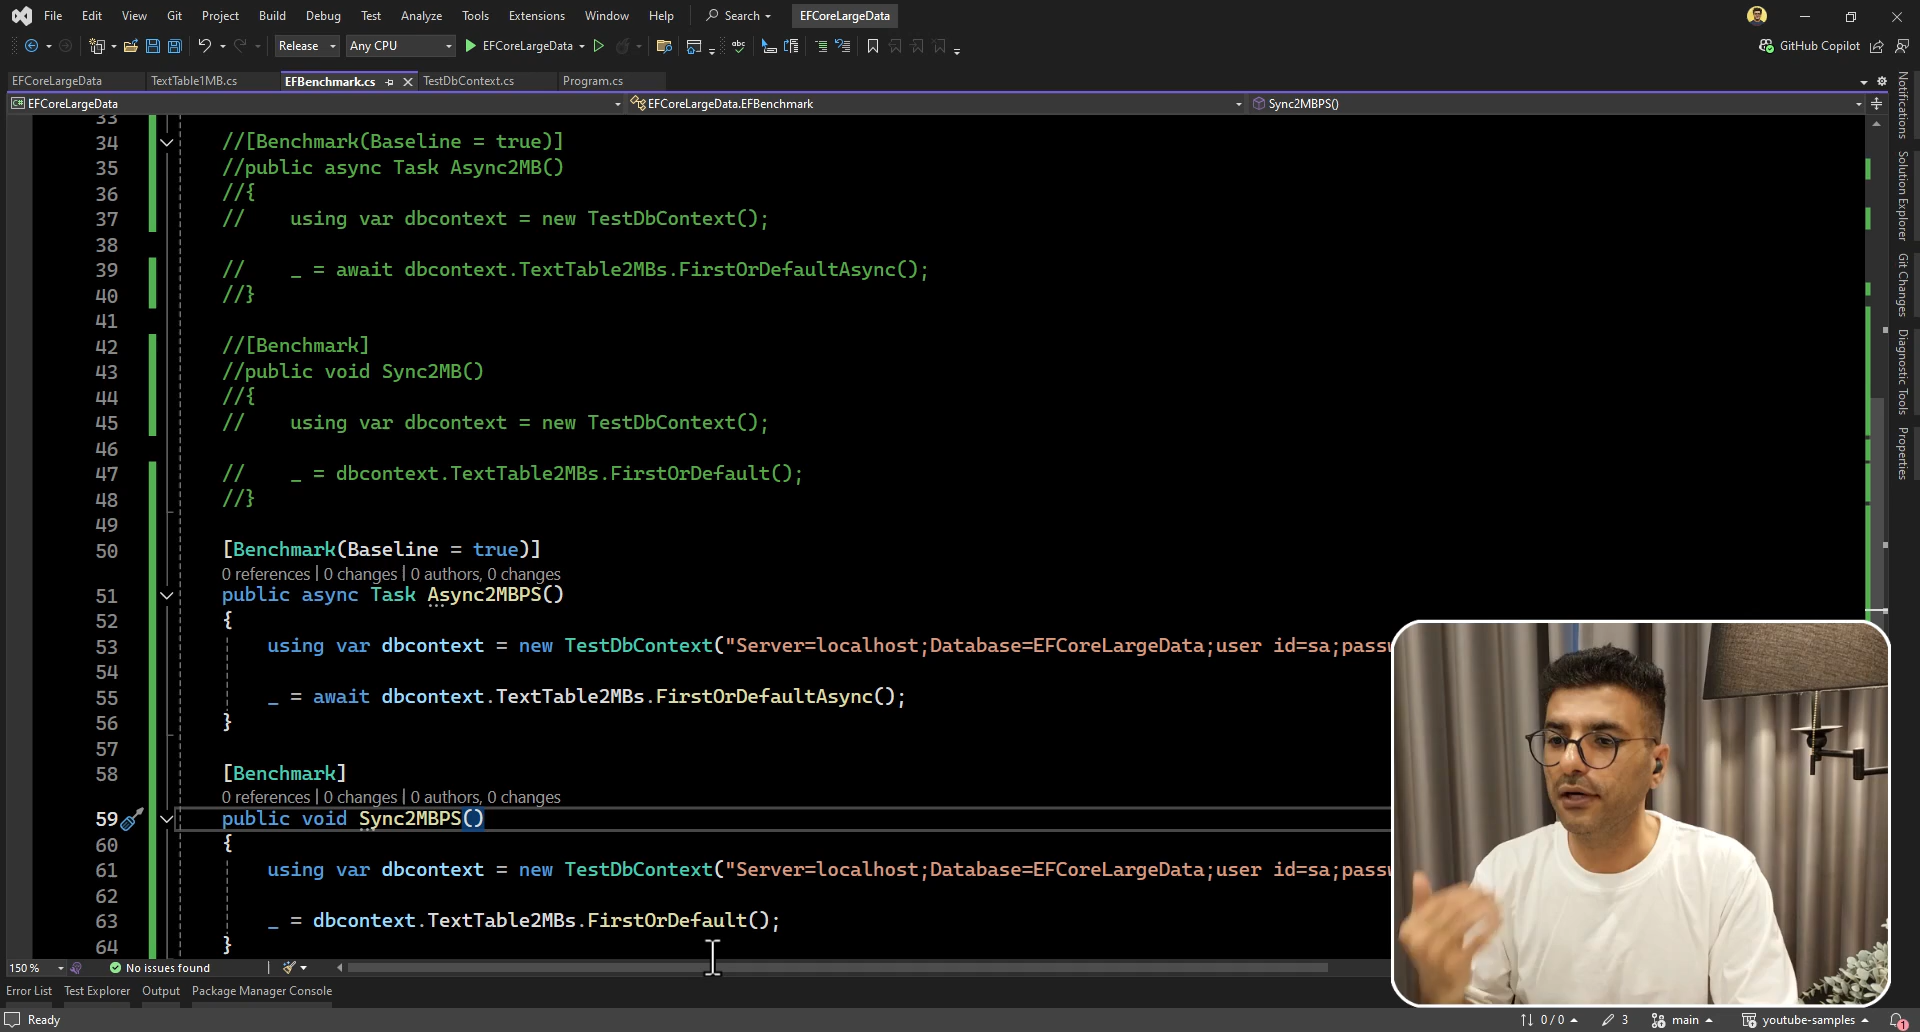 File Edit View Git Project Build Debug Test Analyze Tools Extensions Window Help Search EFCoreLargeData
Release Any CPU EFCoreLargeData GitHub Copilot
EFCoreLargeData TextTable1MB.cs EFBenchmark.cs TestDbContext.cs Program.cs
EFCoreLargeData EFCoreLargeData.EFBenchmark Sync2MBPS()
33
34 //[Benchmark(Baseline = true)]
35 //public async Task Async2MB()
36 //{
37 // using var dbcontext = new TestDbContext();
38
39 // _ = await dbcontext.TextTable2MBs.FirstOrDefaultAsync();
40 //}
41
42 //[Benchmark]
43 //public void Sync2MB()
44 //{
45 // using var dbcontext = new TestDbContext();
46
47 // _ = dbcontext.TextTable2MBs.FirstOrDefault();
48 //}
49
50 [Benchmark(Baseline = true)]
0 references | 0 changes | 0 authors, 0 changes
51 public async Task Async2MBPS()
52 {
53 using var dbcontext = new TestDbContext("Server=localhost;Database=EFCoreLargeData;user id=sa;passw
54
55 _ = await dbcontext.TextTable2MBs.FirstOrDefaultAsync();
56 }
57
58 [Benchmark]
0 references | 0 changes | 0 authors, 0 changes
59 public void Sync2MBPS()
60 {
61 using var dbcontext = new TestDbContext("Server=localhost;Database=EFCoreLargeData;user id=sa;passw
62
63 _ = dbcontext.TextTable2MBs.FirstOrDefault();
64 }
150 % No issues found
Error List Test Explorer Output Package Manager Console
Ready 0 / 0 3 main youtube-samples 1
Notifications
Solution Explorer
Git Changes
Diagnostic Tools
Properties